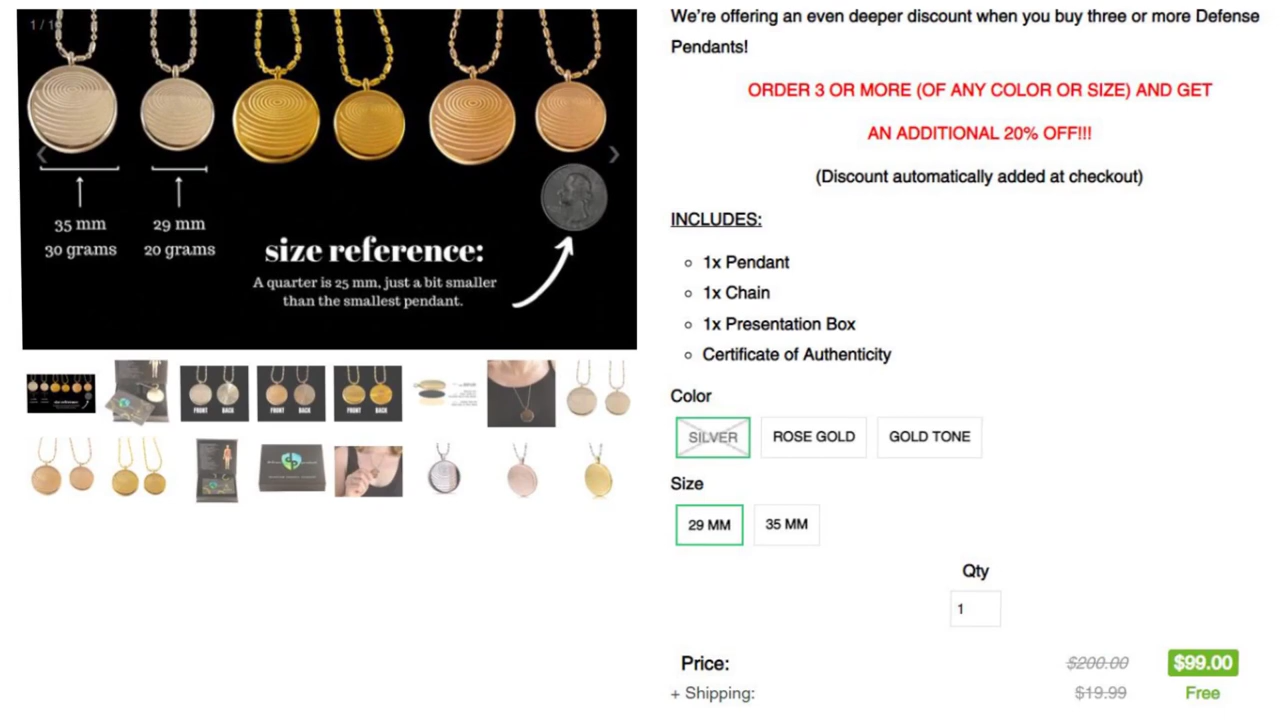 1 / 1
35 mm
30 grams
29 mm
20 grams
size reference:
A quarter is 25 mm, just a bit smaller
than the smallest pendant.
FRONT BACK
FRONT BACK
FRONT BACK
We’re offering an even deeper discount when you buy three or more Defense
Pendants!
ORDER 3 OR MORE (OF ANY COLOR OR SIZE) AND GET
AN ADDITIONAL 20% OFF!!!
(Discount automatically added at checkout)
INCLUDES:
1x Pendant
1x Chain
1x Presentation Box
Certificate of Authenticity
Color
SILVER ROSE GOLD GOLD TONE
Size
29 MM 35 MM
Qty
1
Price: $200.00 $99.00
+ Shipping: $19.99 Free